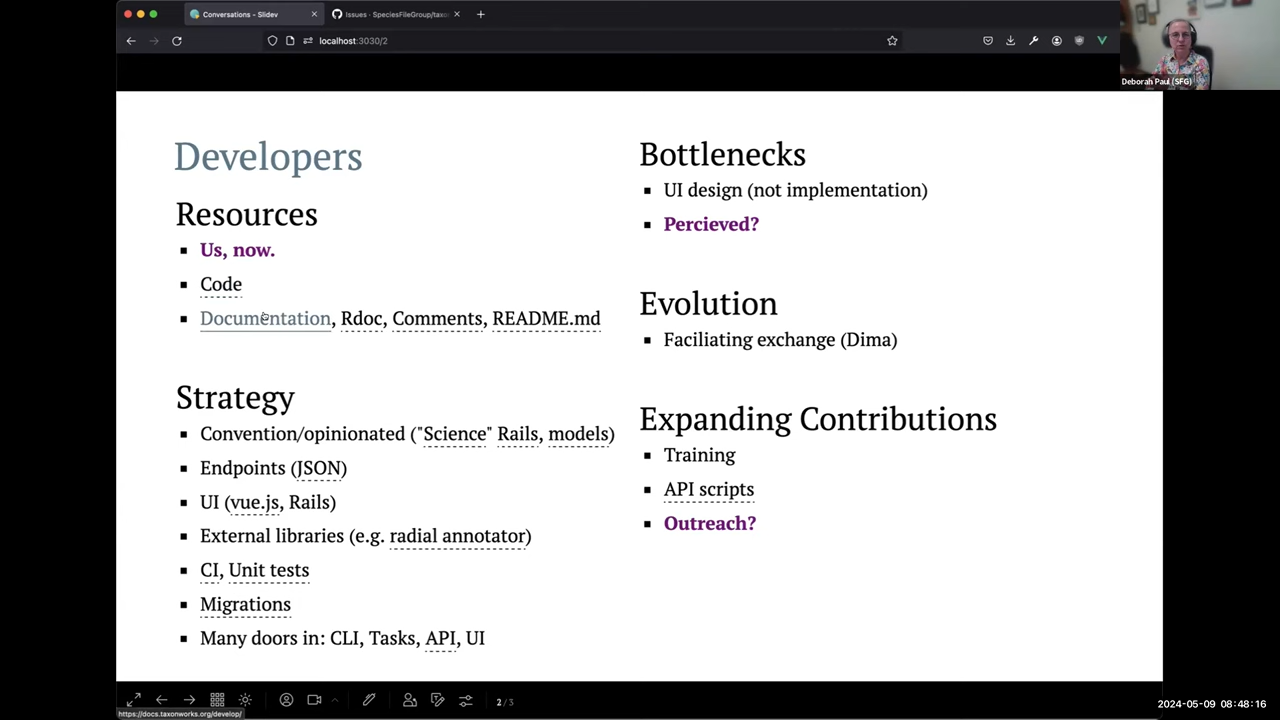 Conversations - Slidev
Issues · SpeciesFileGroup/taxo
localhost:3030/2
Deborah Paul (SFG)
Developers
Resources
Us, now.
Code
Documentation, Rdoc, Comments, README.md
Strategy
Convention/opinionated ("Science" Rails, models)
Endpoints (JSON)
UI (vue.js, Rails)
External libraries (e.g. radial annotator)
CI, Unit tests
Migrations
Many doors in: CLI, Tasks, API, UI
Bottlenecks
UI design (not implementation)
Percieved?
Evolution
Faciliating exchange (Dima)
Expanding Contributions
Training
API scripts
Outreach?
2 / 3
https://docs.taxonworks.org/develop/
2024-05-09 08:48:16